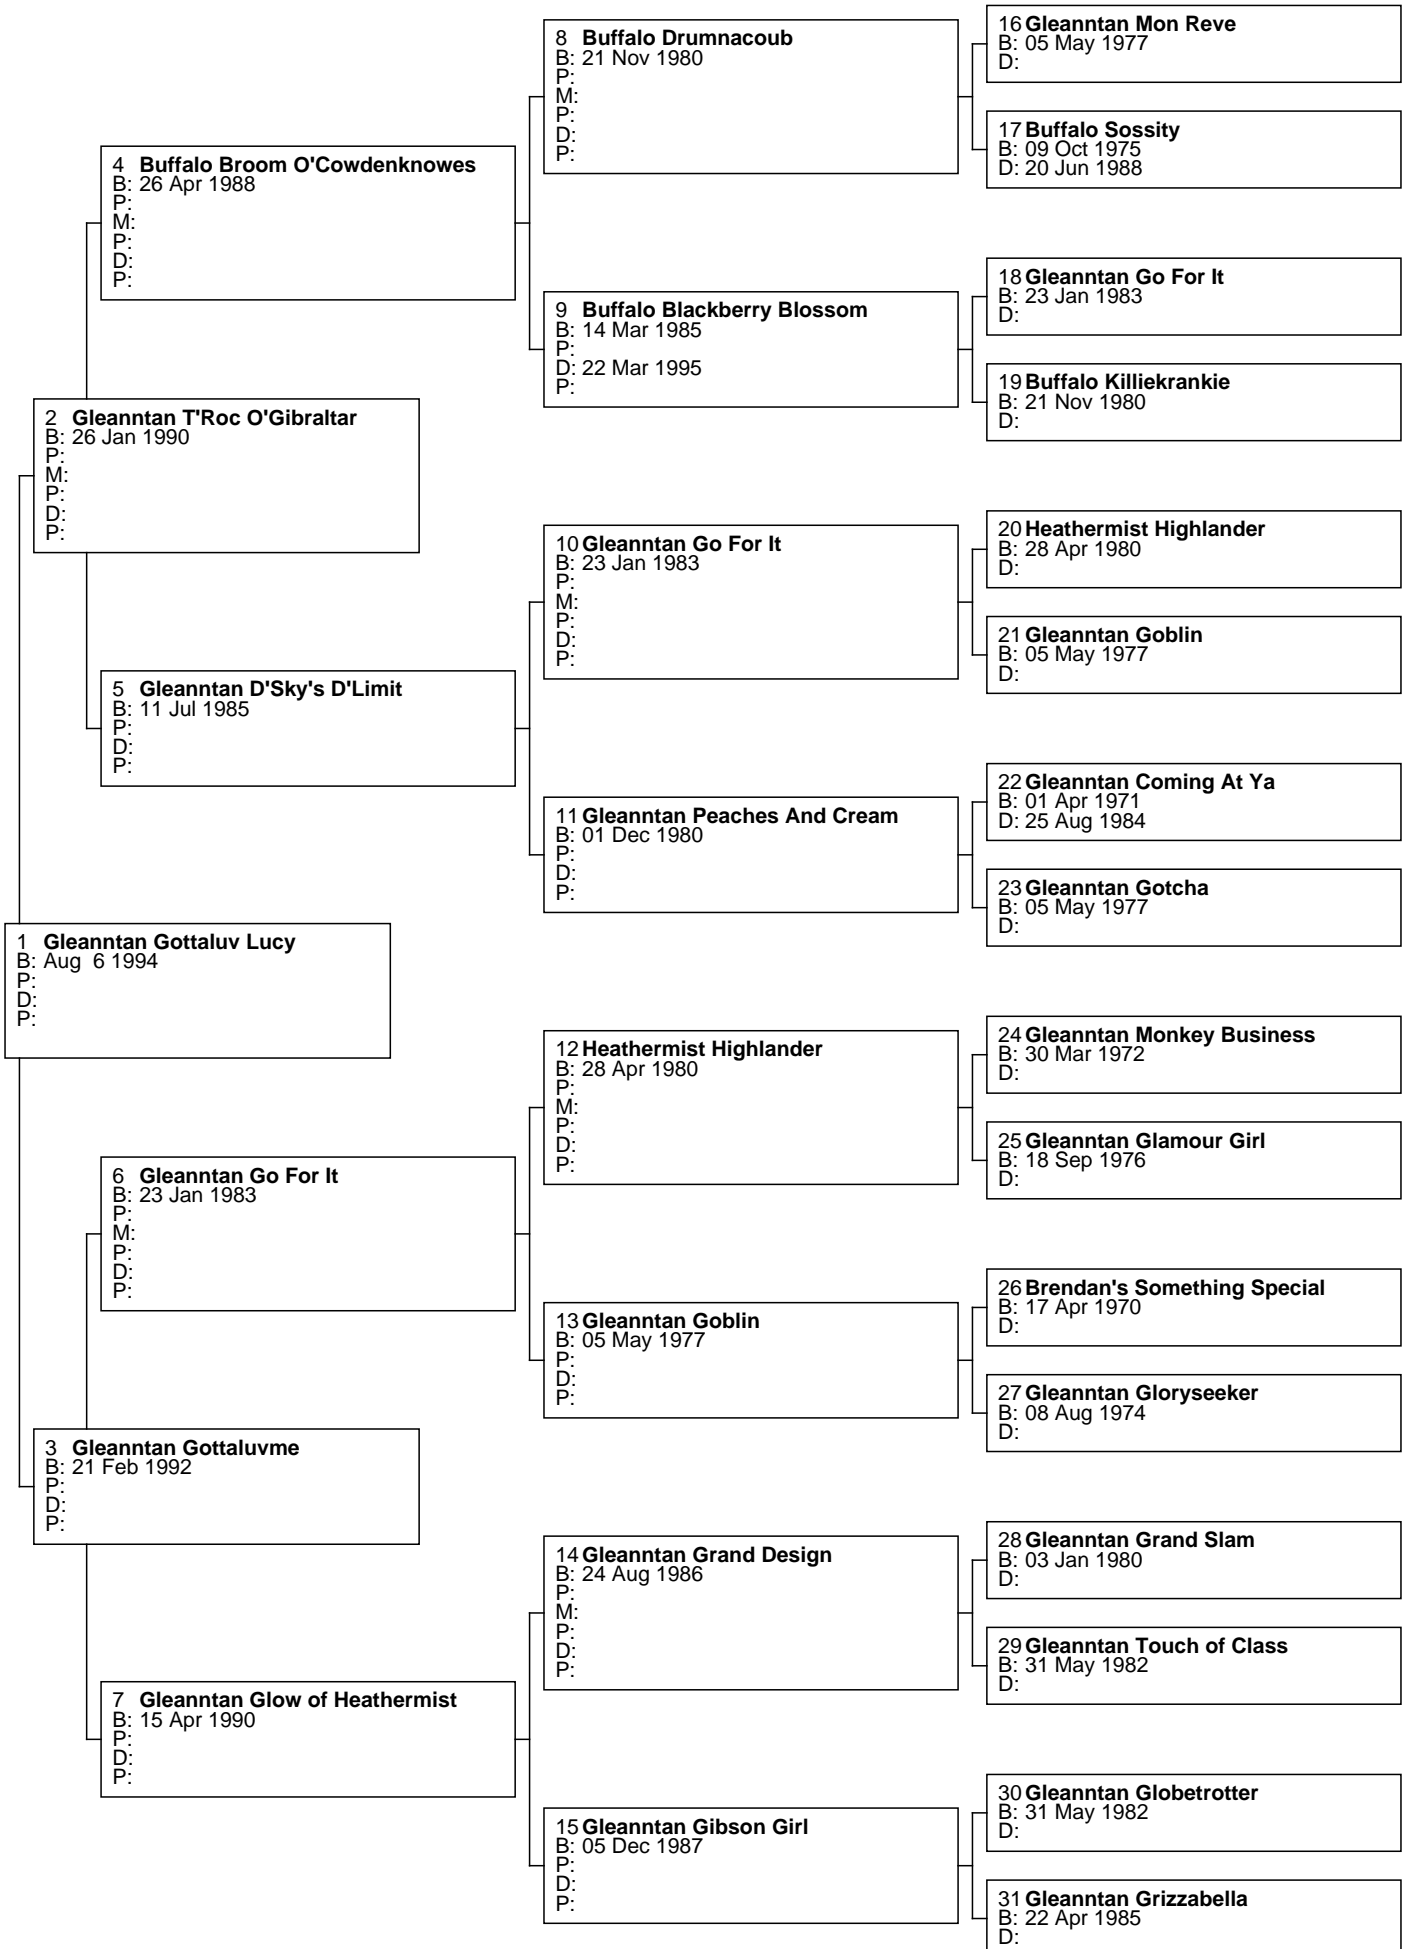 16 Gleanntan Mon Reve
B: 05 May 1977
D:
8 Buffalo Drumnacoub
B: 21 Nov 1980
P:
M:
P:
D:
P:
17 Buffalo Sossity
B: 09 Oct 1975
D: 20 Jun 1988
4 Buffalo Broom O'Cowdenknowes
B: 26 Apr 1988
P:
M:
P:
D:
P:
18 Gleanntan Go For It
B: 23 Jan 1983
D:
9 Buffalo Blackberry Blossom
B: 14 Mar 1985
P:
D: 22 Mar 1995
P:
19 Buffalo Killiekrankie
B: 21 Nov 1980
D:
2 Gleanntan T'Roc O'Gibraltar
B: 26 Jan 1990
P:
M:
P:
D:
P:
20 Heathermist Highlander
B: 28 Apr 1980
D:
10 Gleanntan Go For It
B: 23 Jan 1983
P:
M:
P:
D:
P:
21 Gleanntan Goblin
B: 05 May 1977
D:
5 Gleanntan D'Sky's D'Limit
B: 11 Jul 1985
P:
D:
P:
22 Gleanntan Coming At Ya
B: 01 Apr 1971
D: 25 Aug 1984
11 Gleanntan Peaches And Cream
B: 01 Dec 1980
P:
D:
P:
23 Gleanntan Gotcha
B: 05 May 1977
D:
1 Gleanntan Gottaluv Lucy
B: Aug 6 1994
P:
D:
P:
24 Gleanntan Monkey Business
B: 30 Mar 1972
D:
12 Heathermist Highlander
B: 28 Apr 1980
P:
M:
P:
D:
P:
25 Gleanntan Glamour Girl
B: 18 Sep 1976
D:
6 Gleanntan Go For It
B: 23 Jan 1983
P:
M:
P:
D:
P:
26 Brendan's Something Special
B: 17 Apr 1970
D:
13 Gleanntan Goblin
B: 05 May 1977
P:
D:
P:
27 Gleanntan Gloryseeker
B: 08 Aug 1974
D:
3 Gleanntan Gottaluvme
B: 21 Feb 1992
P:
D:
P:
28 Gleanntan Grand Slam
B: 03 Jan 1980
D:
14 Gleanntan Grand Design
B: 24 Aug 1986
P:
M:
P:
D:
P:
29 Gleanntan Touch of Class
B: 31 May 1982
D:
7 Gleanntan Glow of Heathermist
B: 15 Apr 1990
P:
D:
P:
30 Gleanntan Globetrotter
B: 31 May 1982
D:
15 Gleanntan Gibson Girl
B: 05 Dec 1987
P:
D:
P:
31 Gleanntan Grizzabella
B: 22 Apr 1985
D: